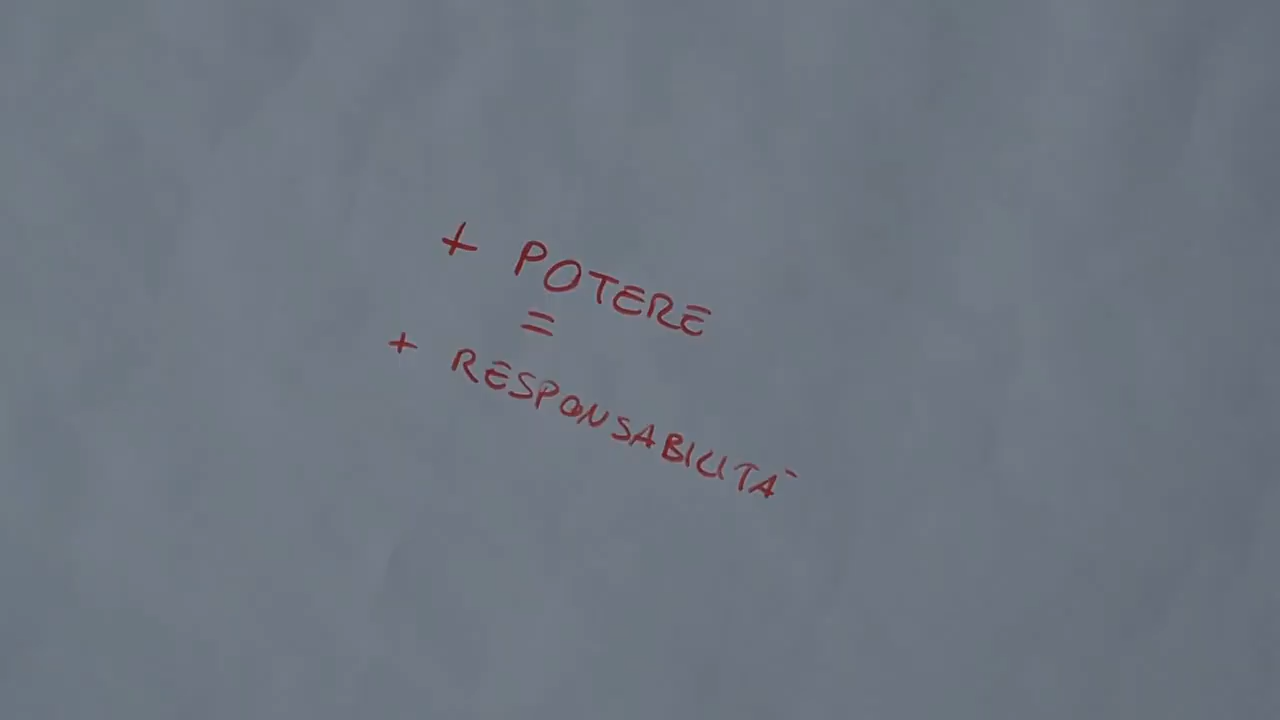 + POTERE
=
+ RESPONSABILITÀ